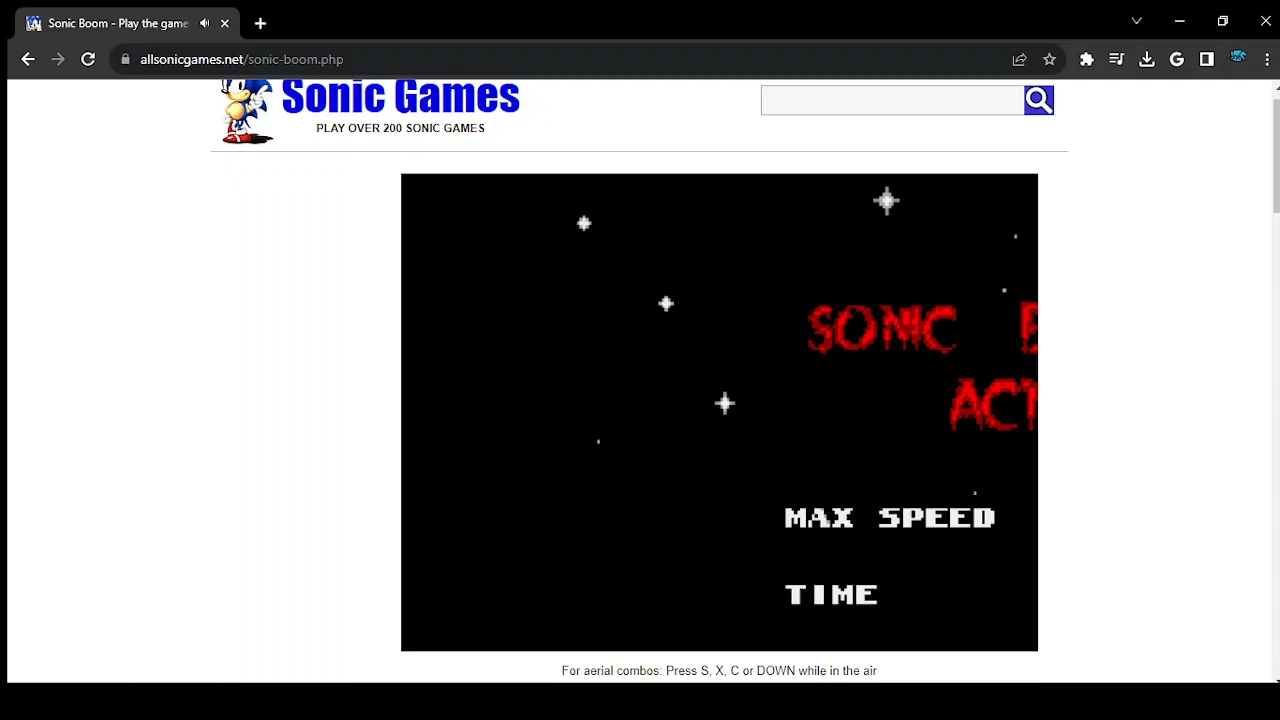 Sonic Boom - Play the game
allsonicgames.net/sonic-boom.php
Sonic Games
PLAY OVER 200 SONIC GAMES
SONIC
ACT
MAX SPEED
TIME
For aerial combos: Press S, X, C or DOWN while in the air